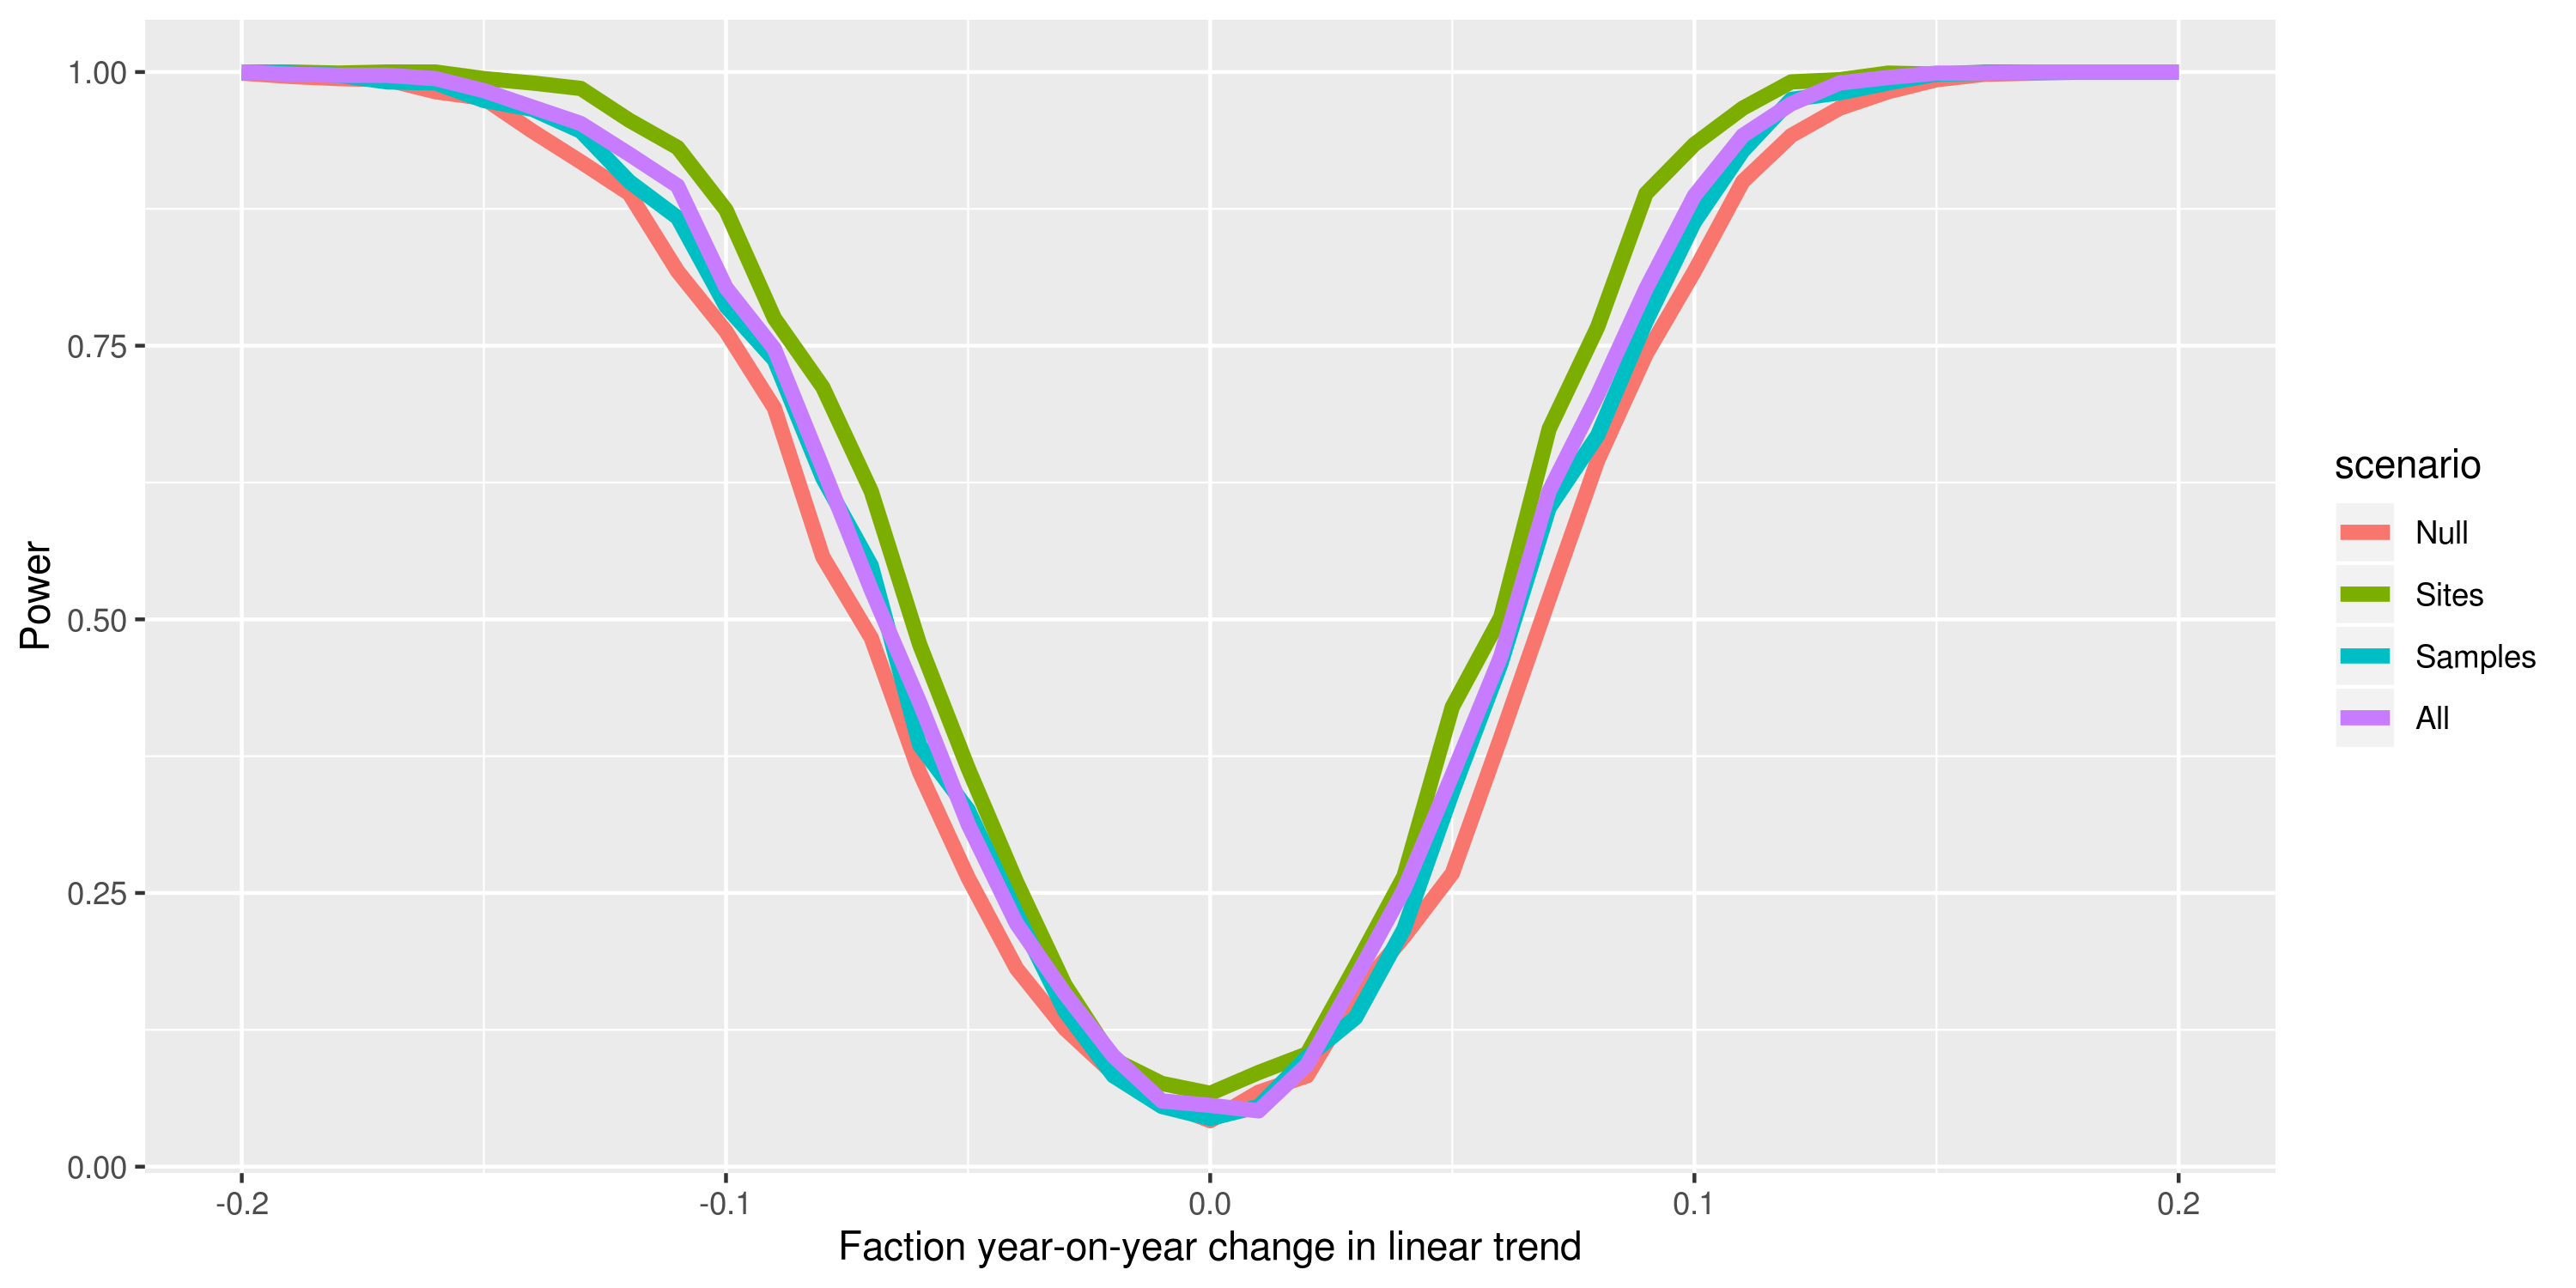 1.00
0.75
0.50
0.25
0.00
Power
-0.2
-0.1
0.0
0.1
0.2
Faction year-on-year change in linear trend
scenario
Null
Sites
Samples
All